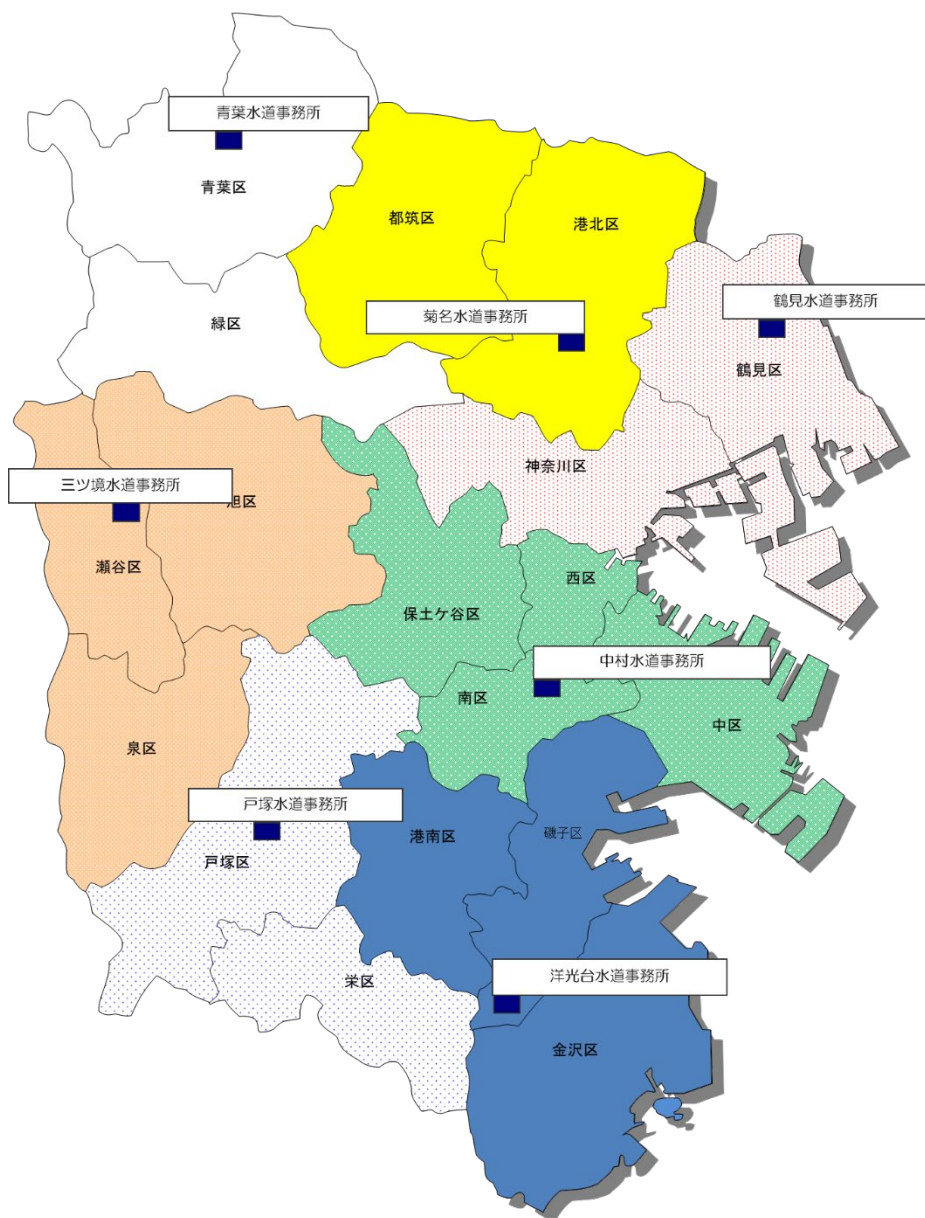 青葉水道事務所
青葉区
都筑区
港北区
緑区
菊名水道事務所
鶴見水道事務所
鶴見区
神奈川区
三ツ境水道事務所
旭区
瀬谷区
西区
保土ケ谷区
中村水道事務所
南区
中区
泉区
戸塚水道事務所
港南区
磯子区
戸塚区
栄区
洋光台水道事務所
金沢区